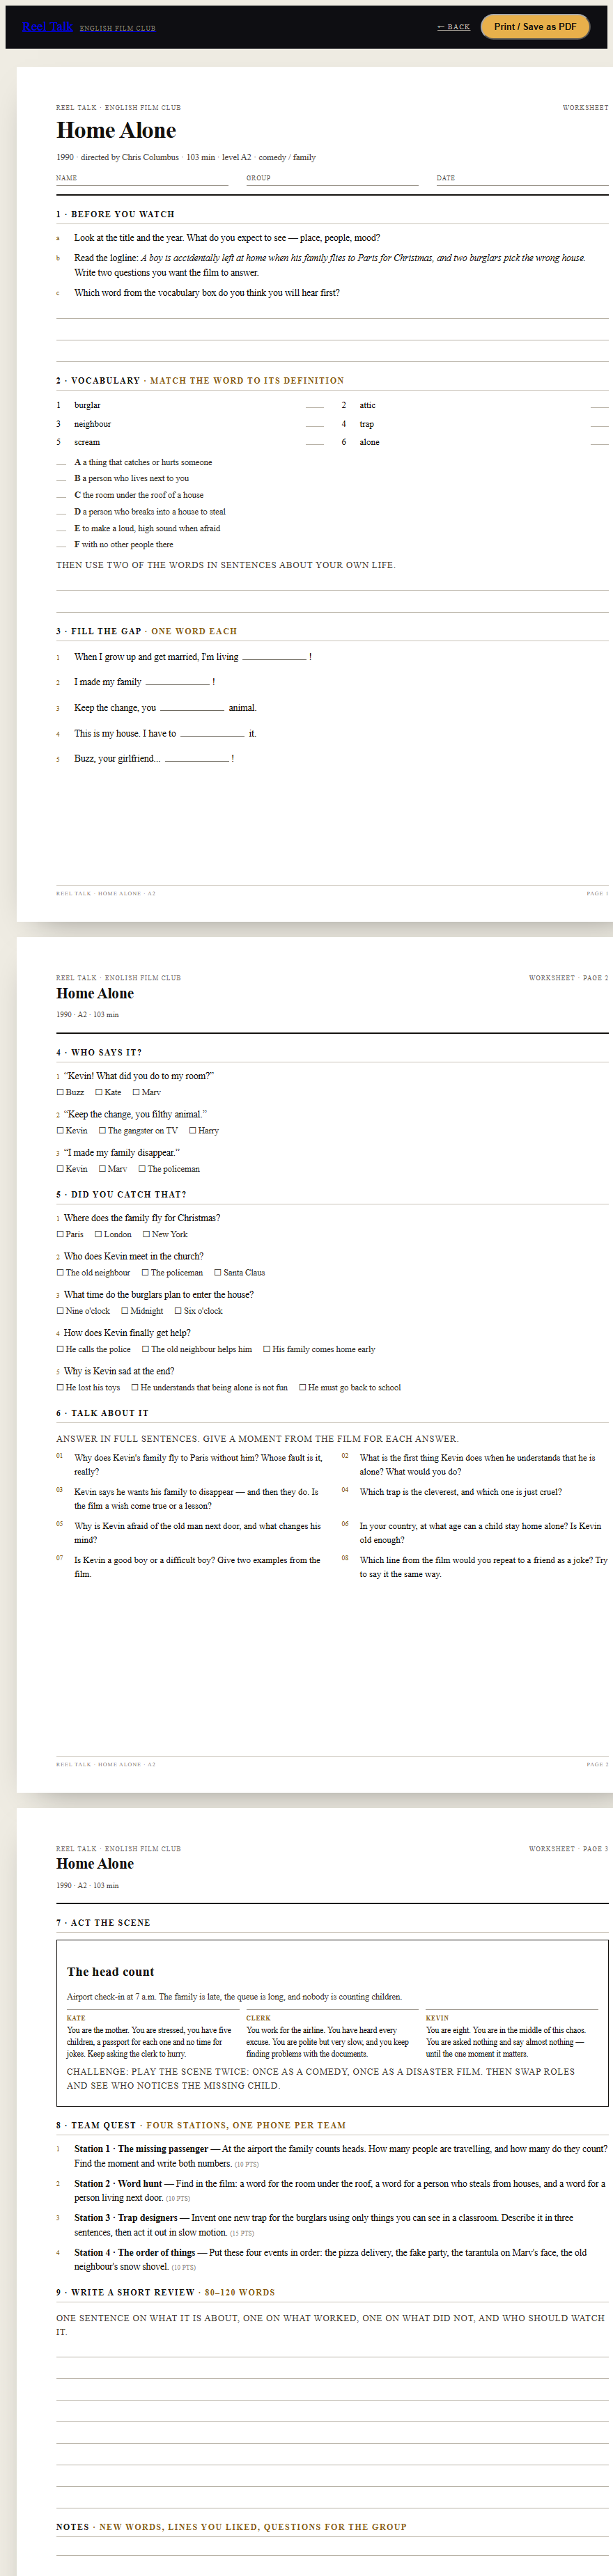 Reel Talk ENGLISH FILM CLUB ← BACK Print / Save as PDF
REEL TALK · ENGLISH FILM CLUB WORKSHEET
Home Alone
1990 · directed by Chris Columbus · 103 min · level A2 · comedy / family
NAME GROUP DATE
1 · BEFORE YOU WATCH
a Look at the title and the year. What do you expect to see — place, people, mood?
b Read the logline: A boy is accidentally left at home when his family flies to Paris for Christmas, and two burglars pick the wrong house.
Write two questions you want the film to answer.
c Which word from the vocabulary box do you think you will hear first?
2 · VOCABULARY · MATCH THE WORD TO ITS DEFINITION
1 burglar 2 attic
3 neighbour 4 trap
5 scream 6 alone
A a thing that catches or hurts someone
B a person who lives next to you
C the room under the roof of a house
D a person who breaks into a house to steal
E to make a loud, high sound when afraid
F with no other people there
THEN USE TWO OF THE WORDS IN SENTENCES ABOUT YOUR OWN LIFE.
3 · FILL THE GAP · ONE WORD EACH
1 When I grow up and get married, I'm living ____________ !
2 I made my family ____________ !
3 Keep the change, you ____________ animal.
4 This is my house. I have to ____________ it.
5 Buzz, your girlfriend... ____________ !
REEL TALK · HOME ALONE · A2 PAGE 1
REEL TALK · ENGLISH FILM CLUB WORKSHEET · PAGE 2
Home Alone
1990 · A2 · 103 min
4 · WHO SAYS IT?
1 “Kevin! What did you do to my room?”
☐ Buzz ☐ Kate ☐ Marv
2 “Keep the change, you filthy animal.”
☐ Kevin ☐ The gangster on TV ☐ Harry
3 “I made my family disappear.”
☐ Kevin ☐ Marv ☐ The policeman
5 · DID YOU CATCH THAT?
1 Where does the family fly for Christmas?
☐ Paris ☐ London ☐ New York
2 Who does Kevin meet in the church?
☐ The old neighbour ☐ The policeman ☐ Santa Claus
3 What time do the burglars plan to enter the house?
☐ Nine o'clock ☐ Midnight ☐ Six o'clock
4 How does Kevin finally get help?
☐ He calls the police ☐ The old neighbour helps him ☐ His family comes home early
5 Why is Kevin sad at the end?
☐ He lost his toys ☐ He understands that being alone is not fun ☐ He must go back to school
6 · TALK ABOUT IT
ANSWER IN FULL SENTENCES. GIVE A MOMENT FROM THE FILM FOR EACH ANSWER.
01 Why does Kevin's family fly to Paris without him? Whose fault is it,
really?
02 What is the first thing Kevin does when he understands that he is
alone? What would you do?
03 Kevin says he wants his family to disappear — and then they do. Is
the film a wish come true or a lesson?
04 Which trap is the cleverest, and which one is just cruel?
05 Why is Kevin afraid of the old man next door, and what changes his
mind?
06 In your country, at what age can a child stay home alone? Is Kevin
old enough?
07 Is Kevin a good boy or a difficult boy? Give two examples from the
film.
08 Which line from the film would you repeat to a friend as a joke? Try
to say it the same way.
REEL TALK · HOME ALONE · A2 PAGE 2
REEL TALK · ENGLISH FILM CLUB WORKSHEET · PAGE 3
Home Alone
1990 · A2 · 103 min
7 · ACT THE SCENE
The head count
Airport check-in at 7 a.m. The family is late, the queue is long, and nobody is counting children.
KATE
You are the mother. You are stressed, you have five
children, a passport for each one and no time for
jokes. Keep asking the clerk to hurry.
CLERK
You work for the airline. You have heard every
excuse. You are polite but very slow, and you keep
finding problems with the documents.
KEVIN
You are eight. You are in the middle of this chaos.
You are asked nothing and say almost nothing —
until the one moment it matters.
CHALLENGE: PLAY THE SCENE TWICE: ONCE AS A COMEDY, ONCE AS A DISASTER FILM. THEN SWAP ROLES
AND SEE WHO NOTICES THE MISSING CHILD.
8 · TEAM QUEST · FOUR STATIONS, ONE PHONE PER TEAM
1 Station 1 · The missing passenger — At the airport the family counts heads. How many people are travelling, and how many do they count?
Find the moment and write both numbers. (10 PTS)
2 Station 2 · Word hunt — Find in the film: a word for the room under the roof, a word for a person who steals from houses, and a word for a
person living next door. (10 PTS)
3 Station 3 · Trap designers — Invent one new trap for the burglars using only things you can see in a classroom. Describe it in three
sentences, then act it out in slow motion. (15 PTS)
4 Station 4 · The order of things — Put these four events in order: the pizza delivery, the fake party, the tarantula on Marv's face, the old
neighbour's snow shovel. (10 PTS)
9 · WRITE A SHORT REVIEW · 80–120 WORDS
ONE SENTENCE ON WHAT IT IS ABOUT, ONE ON WHAT WORKED, ONE ON WHAT DID NOT, AND WHO SHOULD WATCH
IT.
NOTES · NEW WORDS, LINES YOU LIKED, QUESTIONS FOR THE GROUP